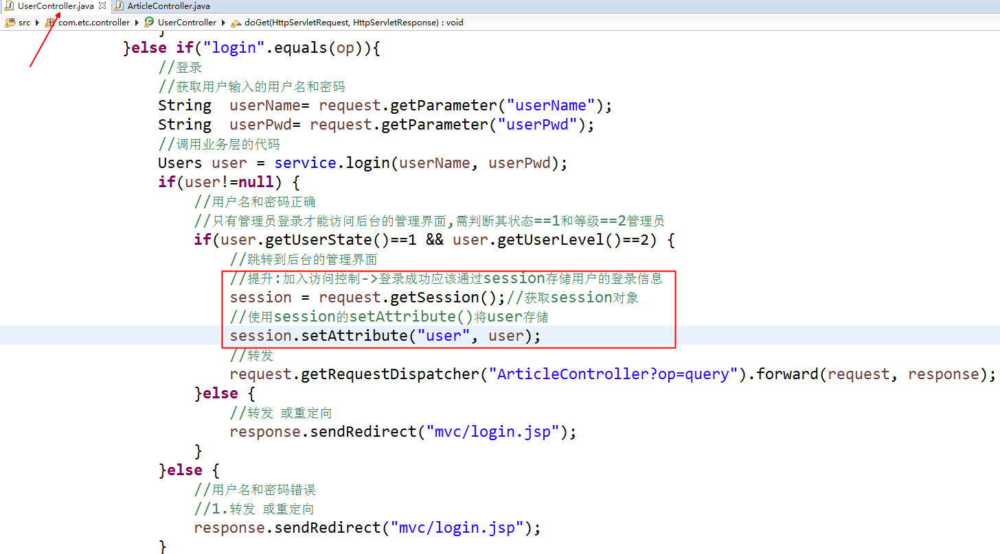 UserController.java ArticleController.java
src com.etc.controller UserController doGet(HttpServletRequest, HttpServletResponse) : void
}
}else if("login".equals(op)){
//登录
//获取用户输入的用户名和密码
String  userName= request.getParameter("userName");
String  userPwd= request.getParameter("userPwd");
//调用业务层的代码
Users user = service.login(userName, userPwd);
if(user!=null) {
//用户名和密码正确
//只有管理员登录才能访问后台的管理界面,需判断其状态==1和等级==2管理员
if(user.getUserState()==1 && user.getUserLevel()==2) {
//跳转到后台的管理界面
//提升:加入访问控制->登录成功应该通过session存储用户的登录信息
session = request.getSession();//获取session对象
//使用session的setAttribute()将user存储
session.setAttribute("user", user);
//转发
request.getRequestDispatcher("ArticleController?op=query").forward(request, response);
}else {
//转发 或重定向
response.sendRedirect("mvc/login.jsp");
}
}else {
//用户名和密码错误
//1.转发 或重定向
response.sendRedirect("mvc/login.jsp");
}